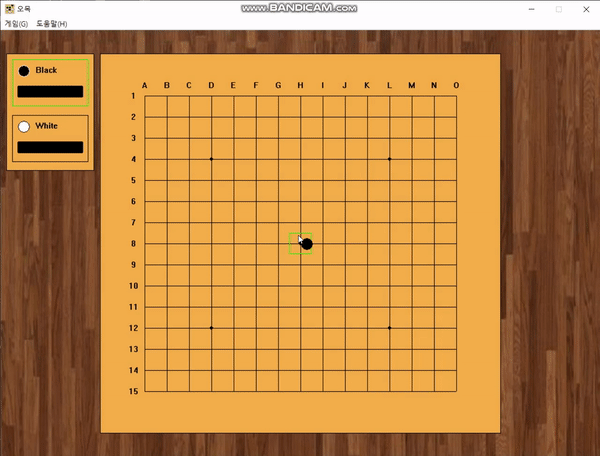 오목
www.BANDICAM.com
게임(G) 도움말(H)
Black
White
A B C D E F G H I J K L M N O
1
2
3
4
5
6
7
8
9
10
11
12
13
14
15